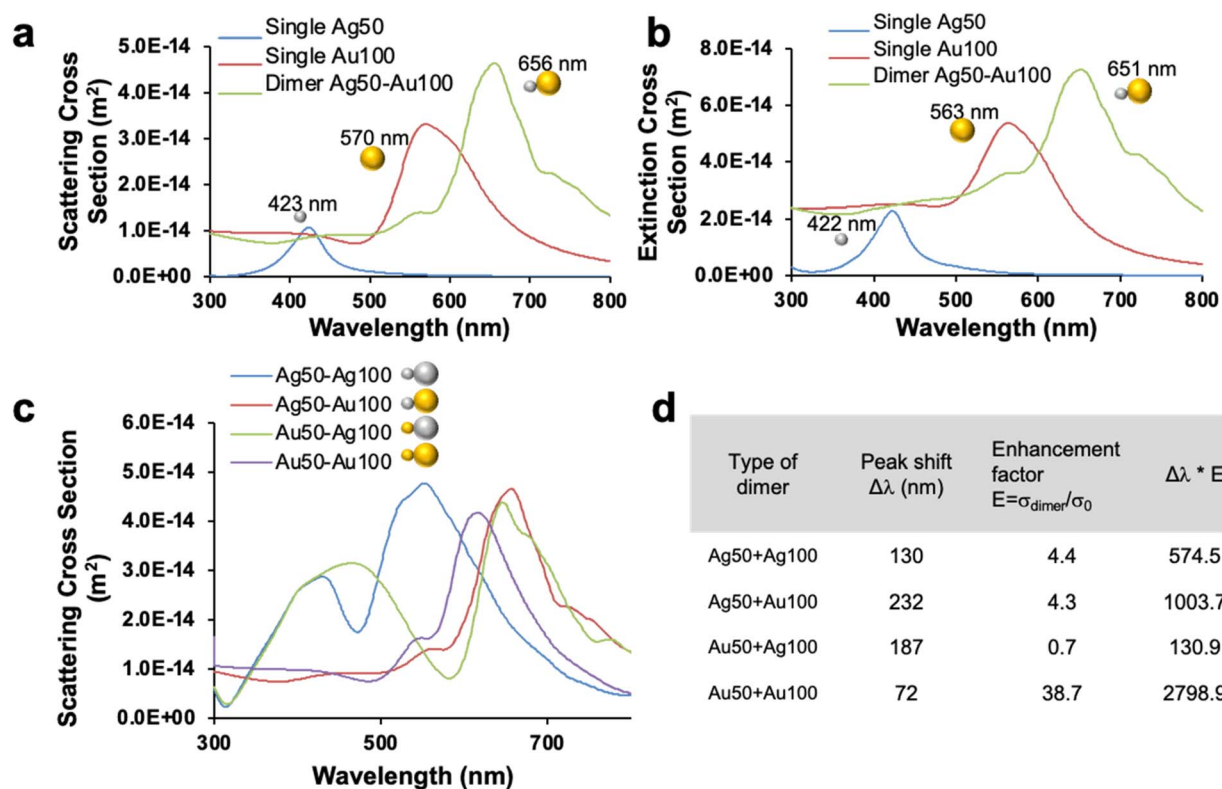 a
Single Ag50
Single Au100
Dimer Ag50-Au100
Scattering Cross
Section (m²)
5.0E-14
4.0E-14
3.0E-14
2.0E-14
1.0E-14
0.0E+00
423 nm
570 nm
656 nm
300 400 500 600 700 800
Wavelength (nm)
b
Single Ag50
Single Au100
Dimer Ag50-Au100
Extinction Cross
Section (m²)
8.0E-14
6.0E-14
4.0E-14
2.0E-14
0.0E+00
422 nm
563 nm
651 nm
300 400 500 600 700 800
Wavelength (nm)
c
Ag50-Ag100
Ag50-Au100
Au50-Ag100
Au50-Au100
Scattering Cross Section
(m²)
6.0E-14
5.0E-14
4.0E-14
3.0E-14
2.0E-14
1.0E-14
0.0E+00
300 500 700
Wavelength (nm)
d
Type of
dimer
Peak shift
Δλ (nm)
Enhancement
factor
E=σdimer/σ0
Δλ * E
Ag50+Ag100 130 4.4 574.5
Ag50+Au100 232 4.3 1003.7
Au50+Ag100 187 0.7 130.9
Au50+Au100 72 38.7 2798.9